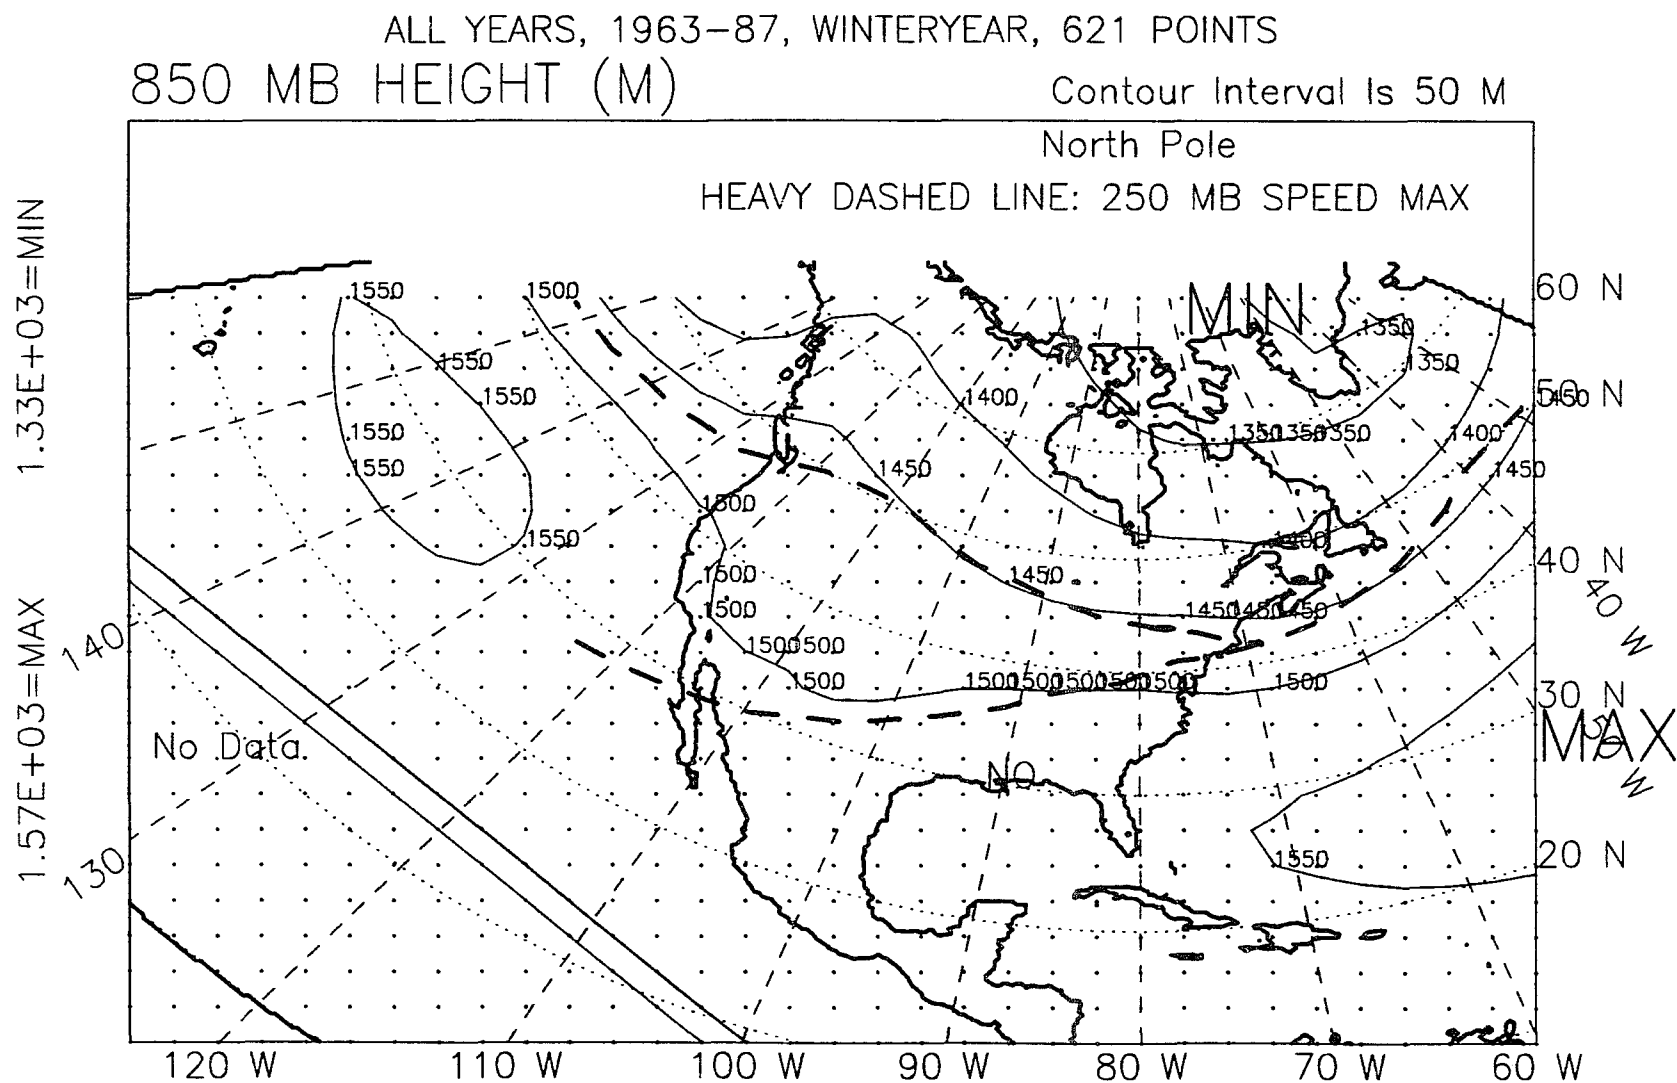 ALL YEARS, 1963-87, WINTERYEAR, 621 POINTS
850 MB HEIGHT (M)
Contour Interval Is 50 M
North Pole
HEAVY DASHED LINE: 250 MB SPEED MAX
1.33E+03=MIN
1.57E+03=MAX
1550
1500
MIN
60 N
1350
1550
1350
1550
1400
50 N
1450
1550
1350
1350
1350
1400
1550
1450
1450
1500
1550
1400
40 N
1500
1450
40 W
1500
1450
1450
1450
140
1500
1500
1500
1500
1500
1500
1500
1500
1500
30 N
No Data.
NO
MAX
50 W
1550
20 N
130
120 W
110 W
100 W
90 W
80 W
70 W
60 W